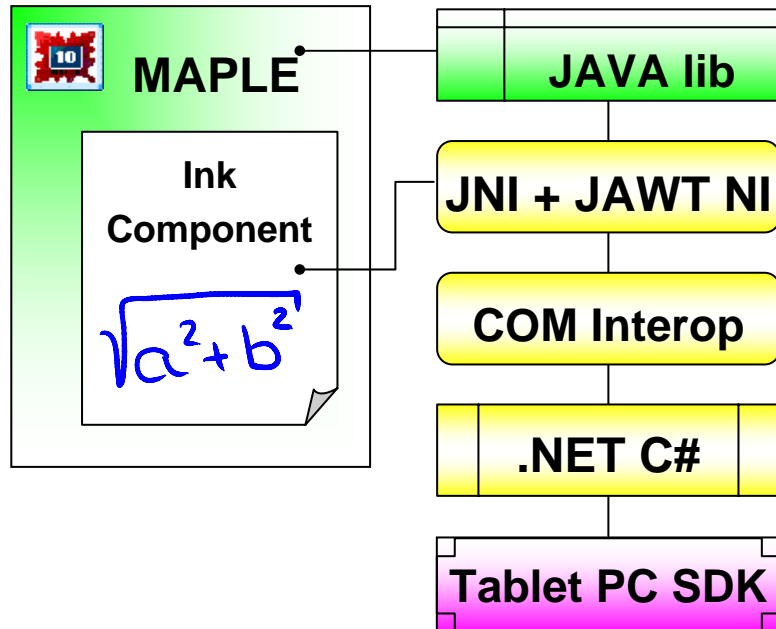 10
MAPLE
Ink
Component
√(a²+b²)
JAVA lib
JNI + JAWT NI
COM Interop
.NET C#
Tablet PC SDK